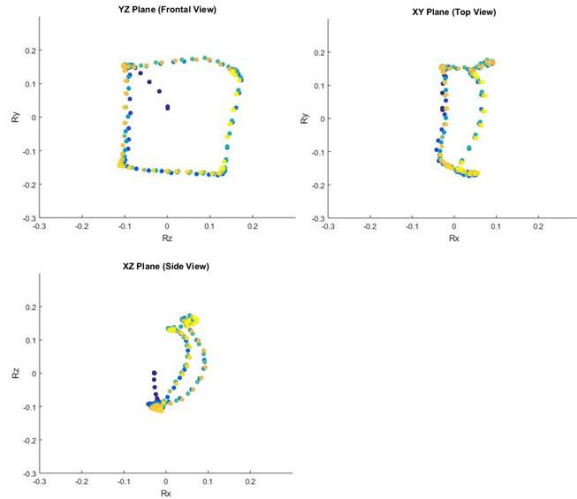 YZ Plane (Frontal View)
0.2
0.1
0
-0.1
-0.2
-0.3
-0.3 -0.2 -0.1 0 0.1 0.2
Ry
Rz
XY Plane (Top View)
0.2
0.1
0
-0.1
-0.2
-0.3
-0.3 -0.2 -0.1 0 0.1 0.2
Ry
Rx
XZ Plane (Side View)
0.2
0.1
0
-0.1
-0.2
-0.3
-0.3 -0.2 -0.1 0 0.1 0.2
Rz
Rx